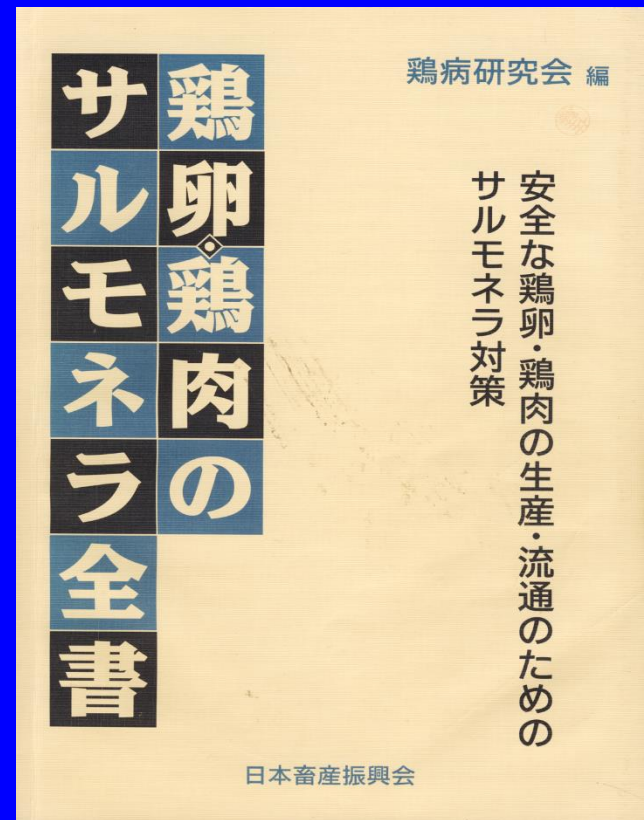 鶏病研究会 編
鶏卵・鶏肉の
サルモネラ全書
安全な鶏卵・鶏肉の生産・流通のための
サルモネラ対策
日本畜産振興会